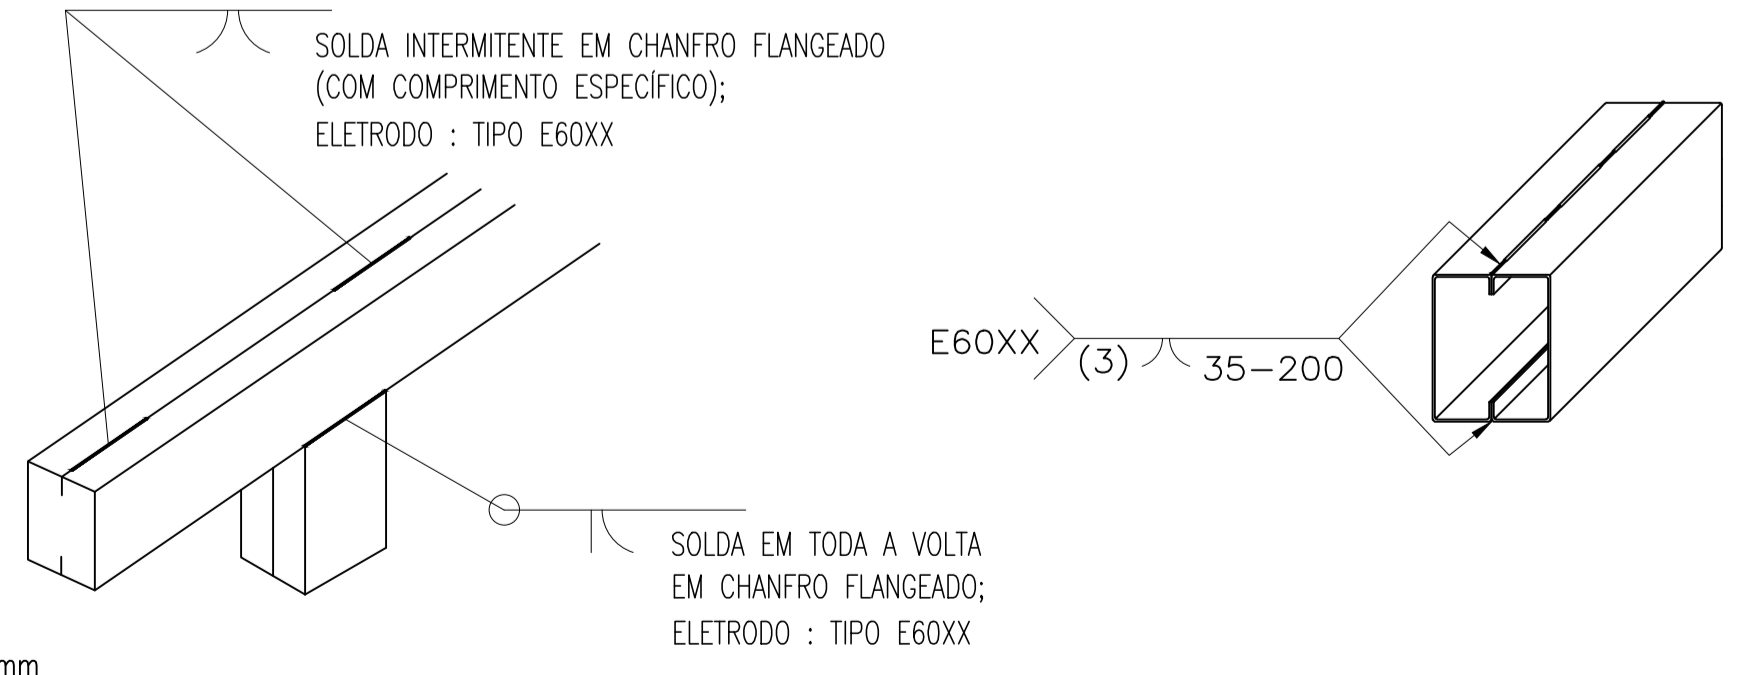 SOLDA INTERMITENTE EM CHANFRO FLANGEADO
(COM COMPRIMENTO ESPECÍFICO);
ELETRODO : TIPO E60XX
E60XX
(3)
35-200
SOLDA EM TODA A VOLTA
EM CHANFRO FLANGEADO;
ELETRODO : TIPO E60XX
mm